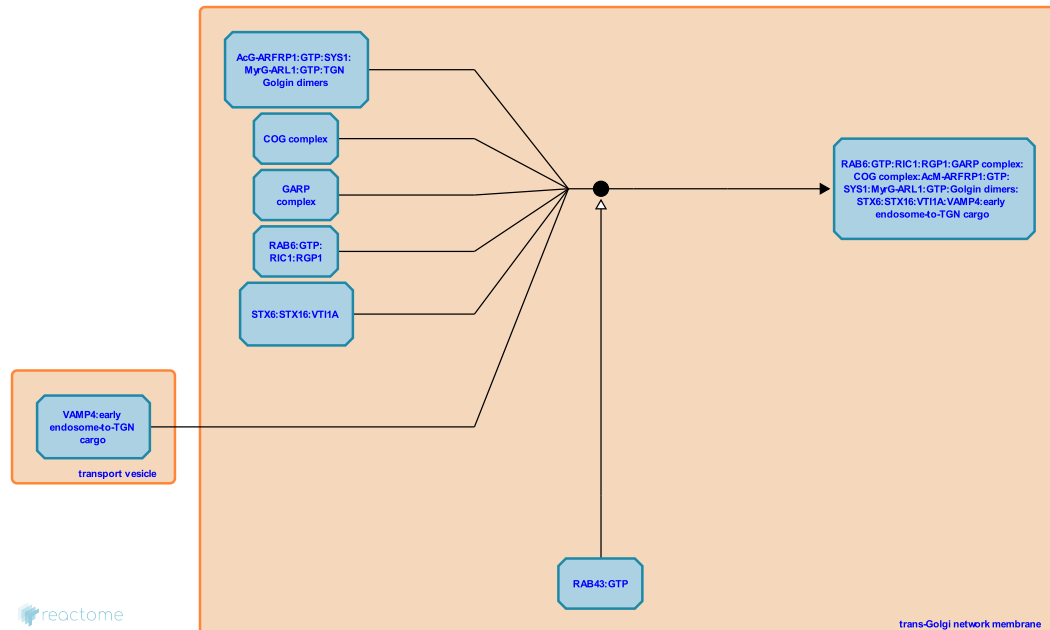 AcG-ARFRP1:GTP:SYS1:
MyrG-ARL1:GTP:TGN
Golgin dimers
COG complex
GARP
complex
RAB6:GTP:
RIC1:RGP1
STX6:STX16:VTI1A
VAMP4:early
endosome-to-TGN
cargo
transport vesicle
RAB6:GTP:RIC1:RGP1:GARP complex:
COG complex:AcM-ARFRP1:GTP:
SYS1:MyrG-ARL1:GTP:Golgin dimers:
STX6:STX16:VTI1A:VAMP4:early
endosome-to-TGN cargo
RAB43:GTP
trans-Golgi network membrane
reactome